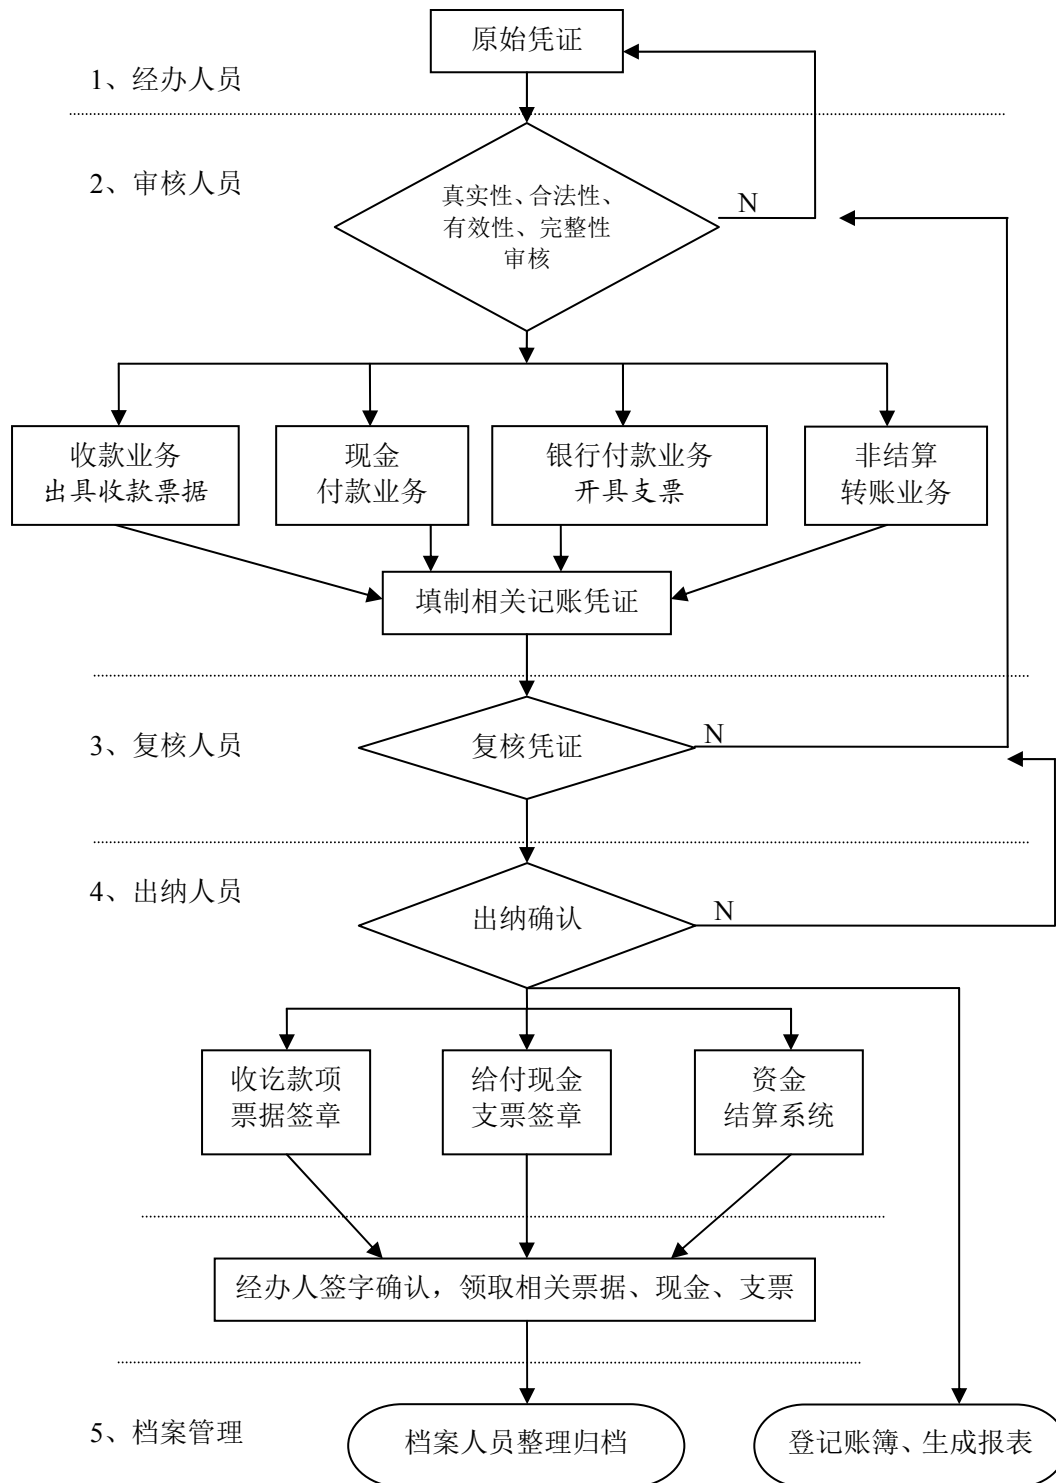 原始凭证
1、经办人员
2、审核人员
真实性、合法性、
有效性、完整性
审核
N
收款业务
出具收款票据
现金
付款业务
银行付款业务
开具支票
非结算
转账业务
填制相关记账凭证
3、复核人员
复核凭证
N
4、出纳人员
出纳确认
N
收讫款项
票据签章
给付现金
支票签章
资金
结算系统
经办人签字确认，领取相关票据、现金、支票
5、档案管理
档案人员整理归档
登记账簿、生成报表